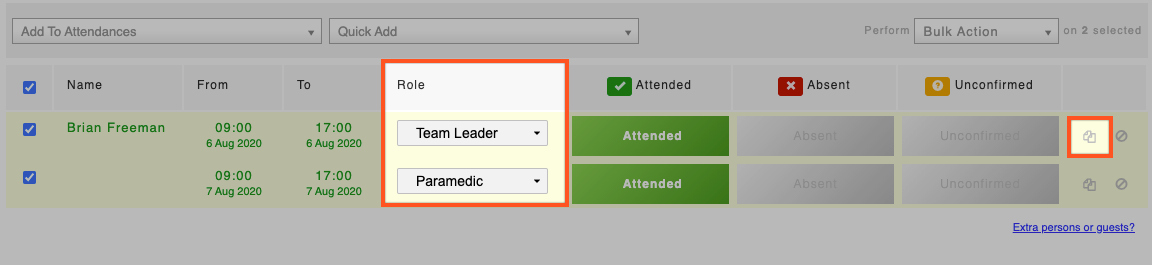 Add To Attendances Quick Add Perform Bulk Action on 2 selected
Name From To Role Attended Absent Unconfirmed
Brian Freeman 09:00 17:00 Team Leader Attended Absent Unconfirmed
6 Aug 2020 6 Aug 2020
09:00 17:00 Paramedic Attended Absent Unconfirmed
7 Aug 2020 7 Aug 2020
Extra persons or guests?